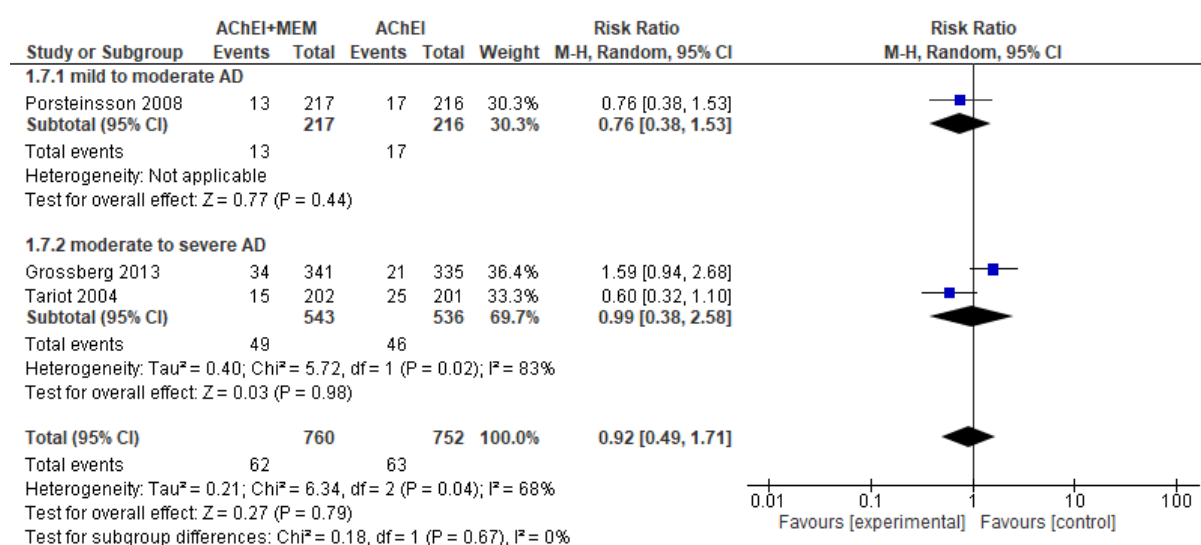 AChEI+MEM AChEI Risk Ratio Risk Ratio
Study or Subgroup Events Total Events Total Weight M-H, Random, 95% CI M-H, Random, 95% CI
1.7.1 mild to moderate AD
Porsteinsson 2008 13 217 17 216 30.3% 0.76 [0.38, 1.53]
Subtotal (95% CI) 217 216 30.3% 0.76 [0.38, 1.53]
Total events 13 17
Heterogeneity: Not applicable
Test for overall effect: Z = 0.77 (P = 0.44)
1.7.2 moderate to severe AD
Grossberg 2013 34 341 21 335 36.4% 1.59 [0.94, 2.68]
Tariot 2004 15 202 25 201 33.3% 0.60 [0.32, 1.10]
Subtotal (95% CI) 543 536 69.7% 0.99 [0.38, 2.58]
Total events 49 46
Heterogeneity: Tau² = 0.40; Chi² = 5.72, df = 1 (P = 0.02); I² = 83%
Test for overall effect: Z = 0.03 (P = 0.98)
Total (95% CI) 760 752 100.0% 0.92 [0.49, 1.71]
Total events 62 63
Heterogeneity: Tau² = 0.21; Chi² = 6.34, df = 2 (P = 0.04); I² = 68%
Test for overall effect: Z = 0.27 (P = 0.79)
Test for subgroup differences: Chi² = 0.18, df = 1 (P = 0.67), I² = 0%
0.01 0.1 1 10 100
Favours [experimental] Favours [control]